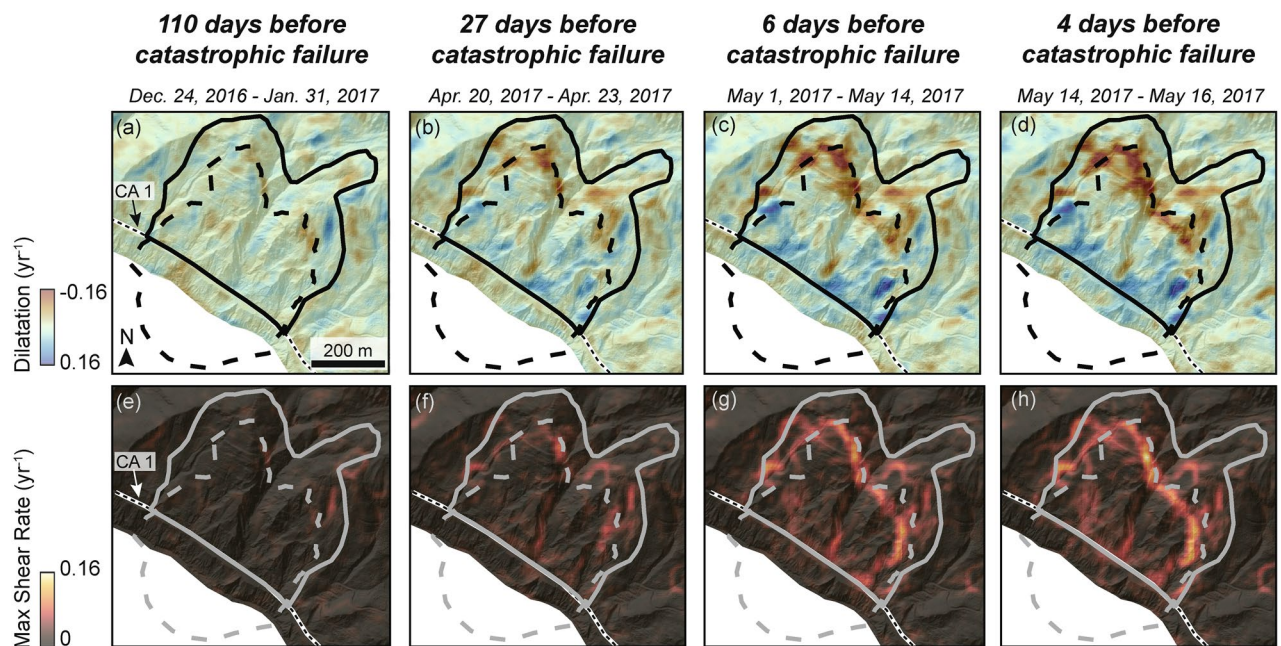 110 days before
catastrophic failure
27 days before
catastrophic failure
6 days before
catastrophic failure
4 days before
catastrophic failure
Dec. 24, 2016 - Jan. 31, 2017
Apr. 20, 2017 - Apr. 23, 2017
May 1, 2017 - May 14, 2017
May 14, 2017 - May 16, 2017
(a)
(b)
(c)
(d)
CA 1
Dilatation (yr⁻¹)
-0.16
0.16
N
200 m
(e)
(f)
(g)
(h)
CA 1
Max Shear Rate (yr⁻¹)
0.16
0